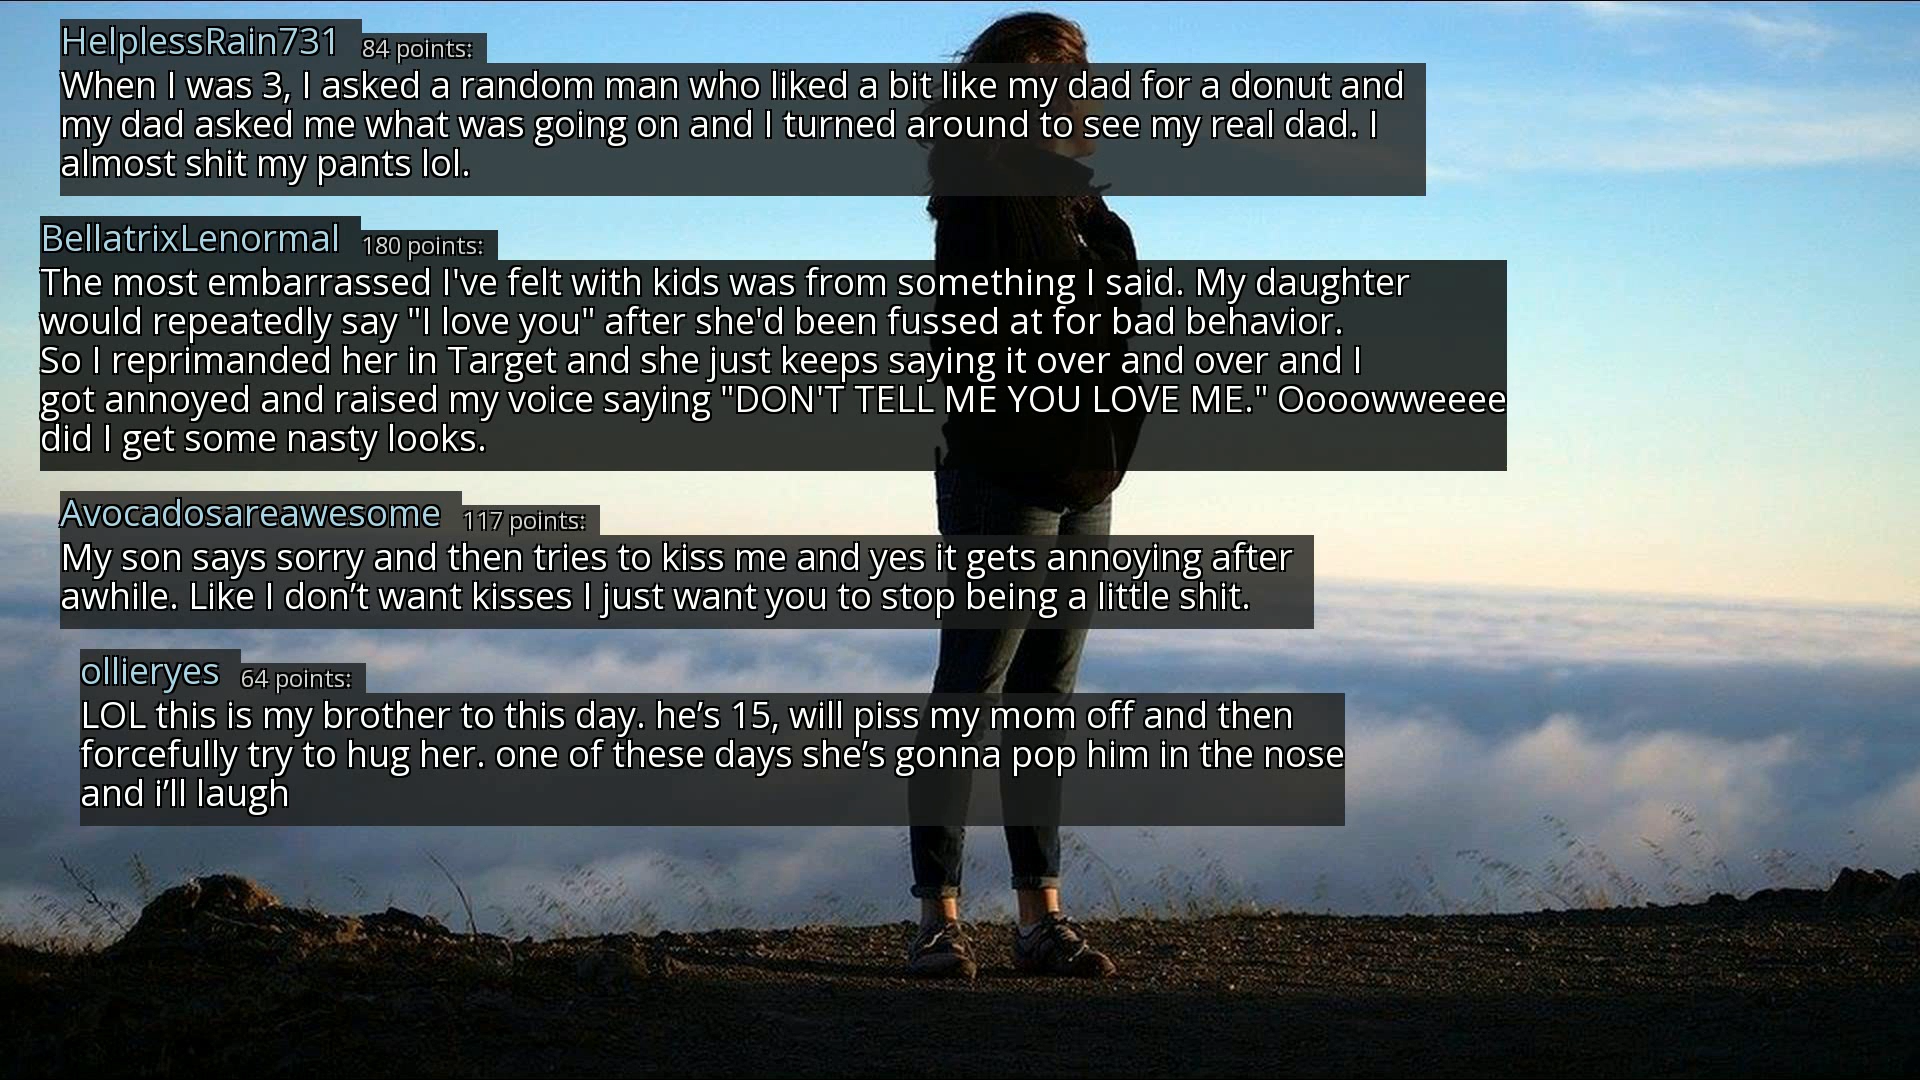 HelplessRain731 84 points:
When I was 3, I asked a random man who liked a bit like my dad for a donut and
my dad asked me what was going on and I turned around to see my real dad. I
almost shit my pants lol.
BellatrixLenormal 180 points:
The most embarrassed I've felt with kids was from something I said. My daughter
would repeatedly say "I love you" after she'd been fussed at for bad behavior.
So I reprimanded her in Target and she just keeps saying it over and over and I
got annoyed and raised my voice saying "DON'T TELL ME YOU LOVE ME." Oooowweeee
did I get some nasty looks.
Avocadosareawesome 117 points:
My son says sorry and then tries to kiss me and yes it gets annoying after
awhile. Like I don’t want kisses I just want you to stop being a little shit.
ollieryes 64 points:
LOL this is my brother to this day. he’s 15, will piss my mom off and then
forcefully try to hug her. one of these days she’s gonna pop him in the nose
and i’ll laugh